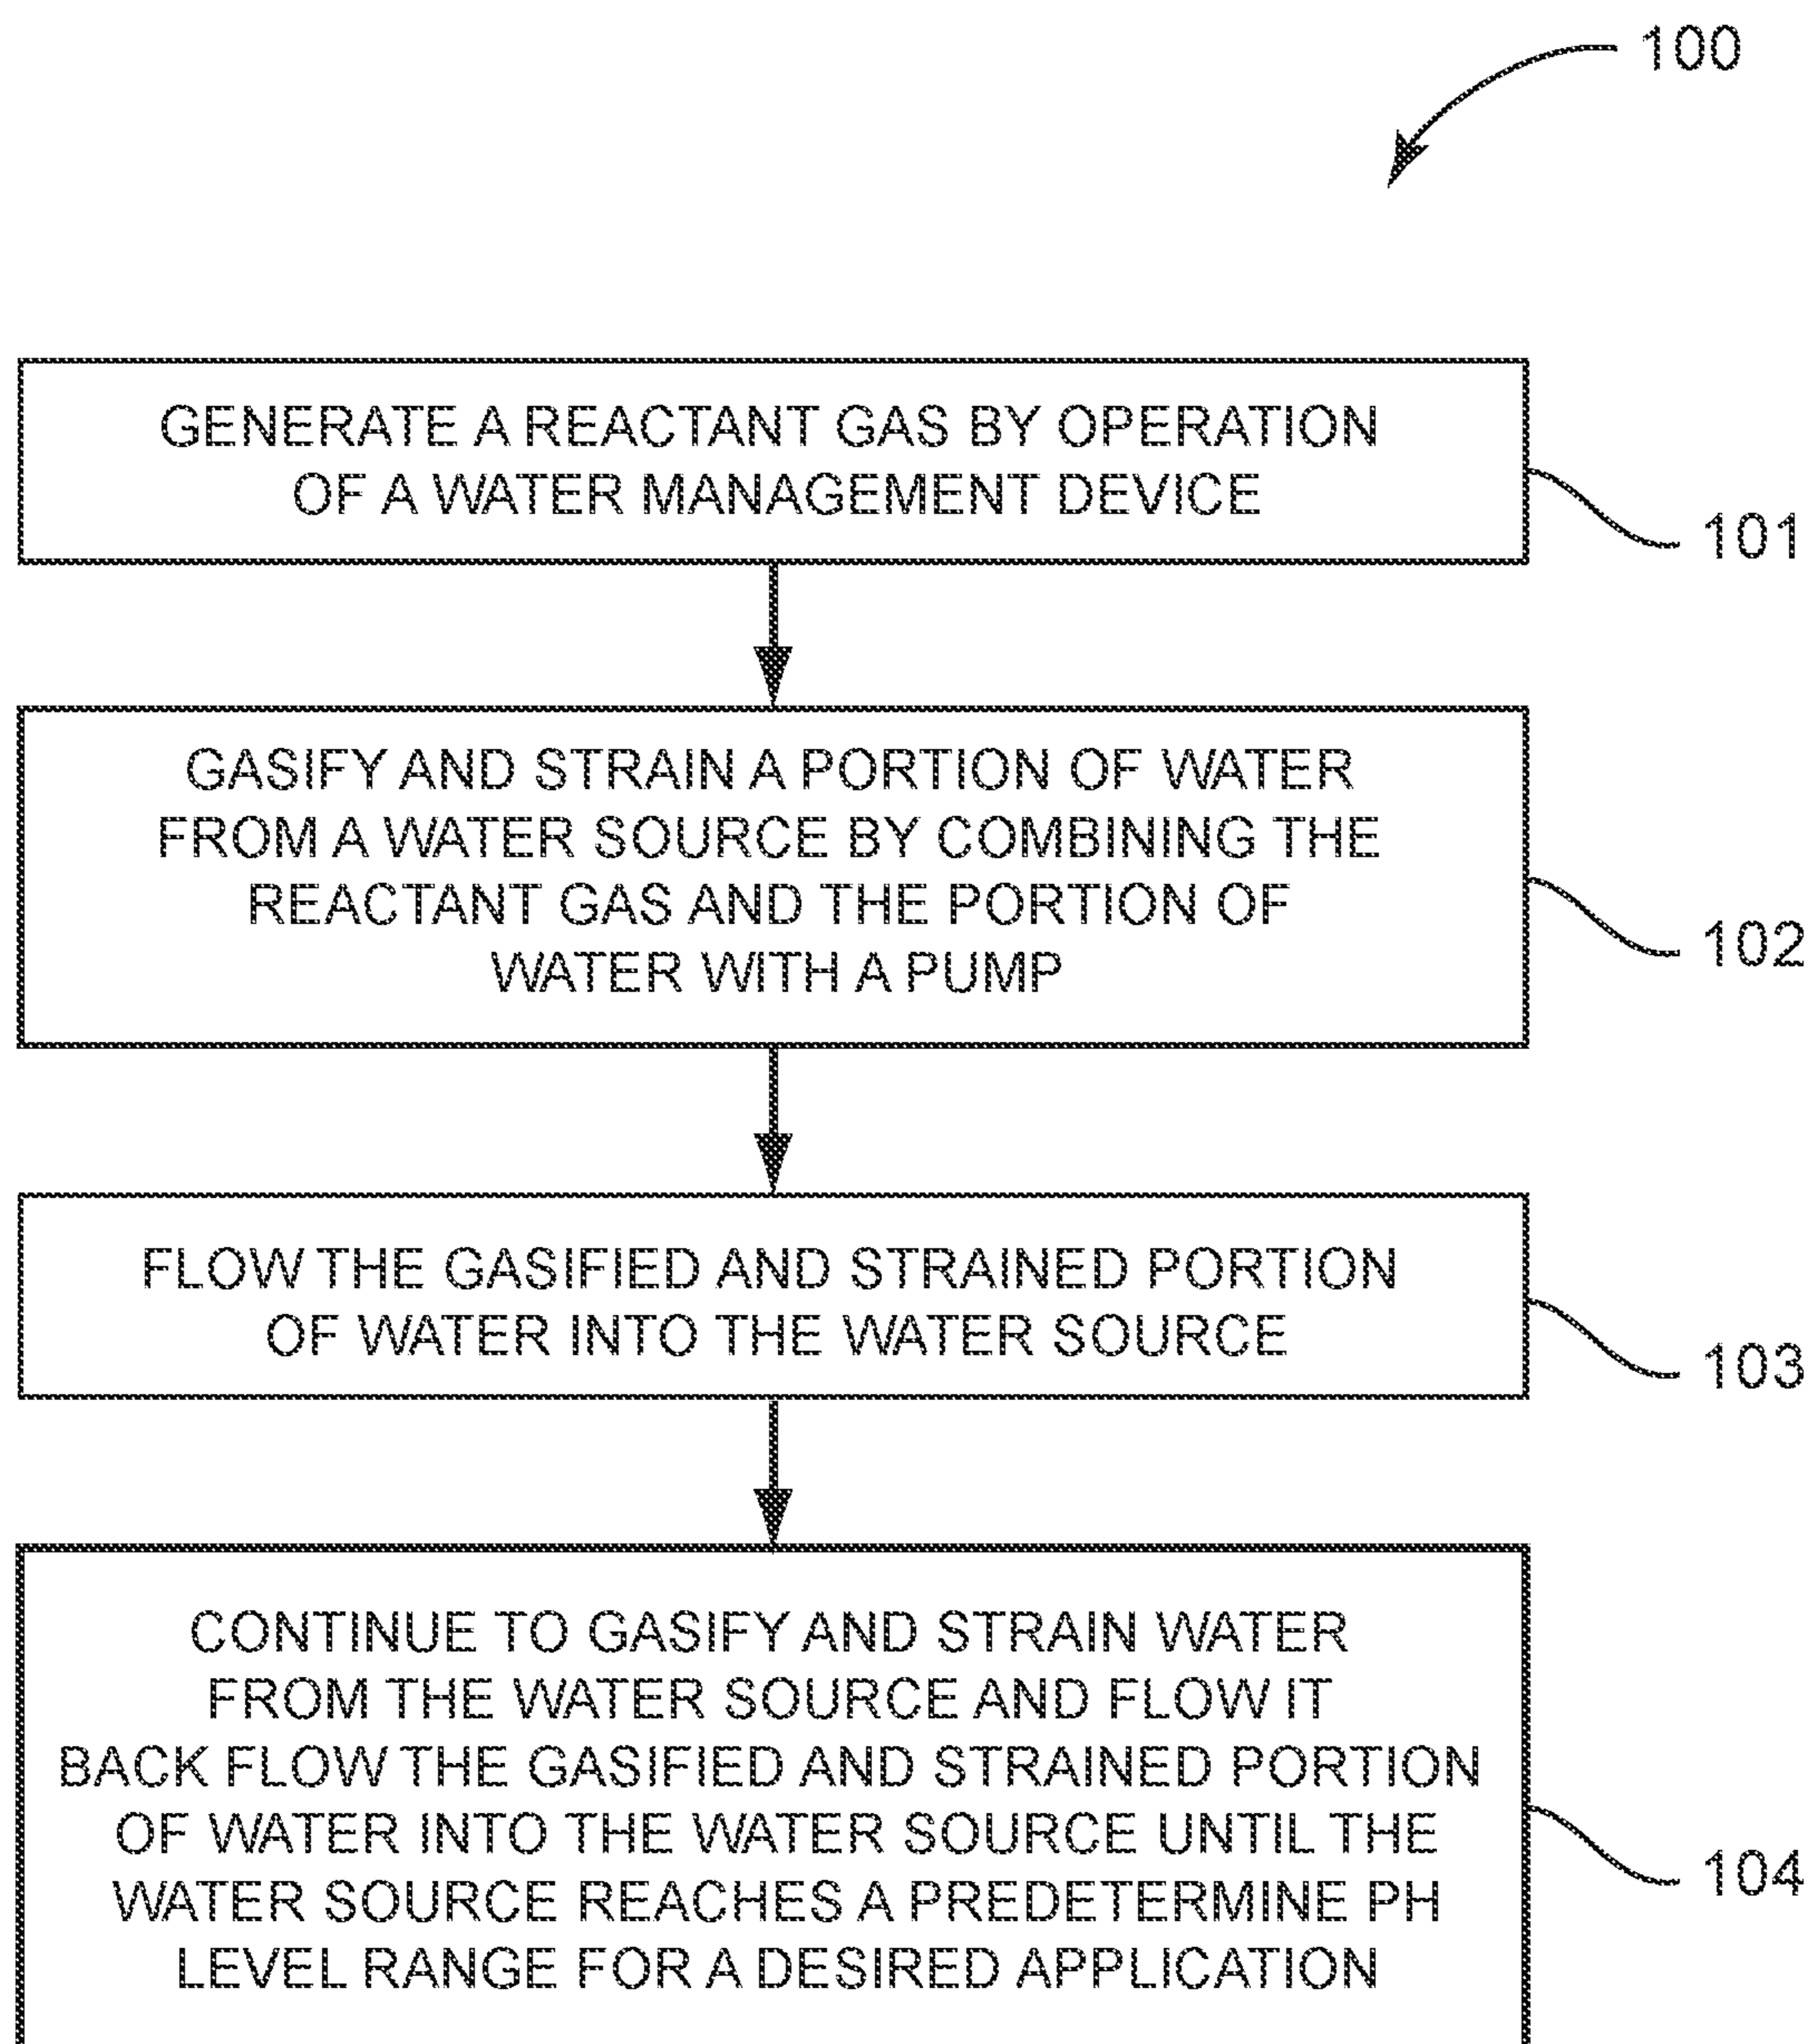 100
GENERATE A REACTANT GAS BY OPERATION
OF A WATER MANAGEMENT DEVICE
101
GASIFY AND STRAIN A PORTION OF WATER
FROM A WATER SOURCE BY COMBINING THE
REACTANT GAS AND THE PORTION OF
WATER WITH A PUMP
102
FLOW THE GASIFIED AND STRAINED PORTION
OF WATER INTO THE WATER SOURCE
103
CONTINUE TO GASIFY AND STRAIN WATER
FROM THE WATER SOURCE AND FLOW IT
BACK FLOW THE GASIFIED AND STRAINED PORTION
OF WATER INTO THE WATER SOURCE UNTIL THE
WATER SOURCE REACHES A PREDETERMINE PH
LEVEL RANGE FOR A DESIRED APPLICATION
104